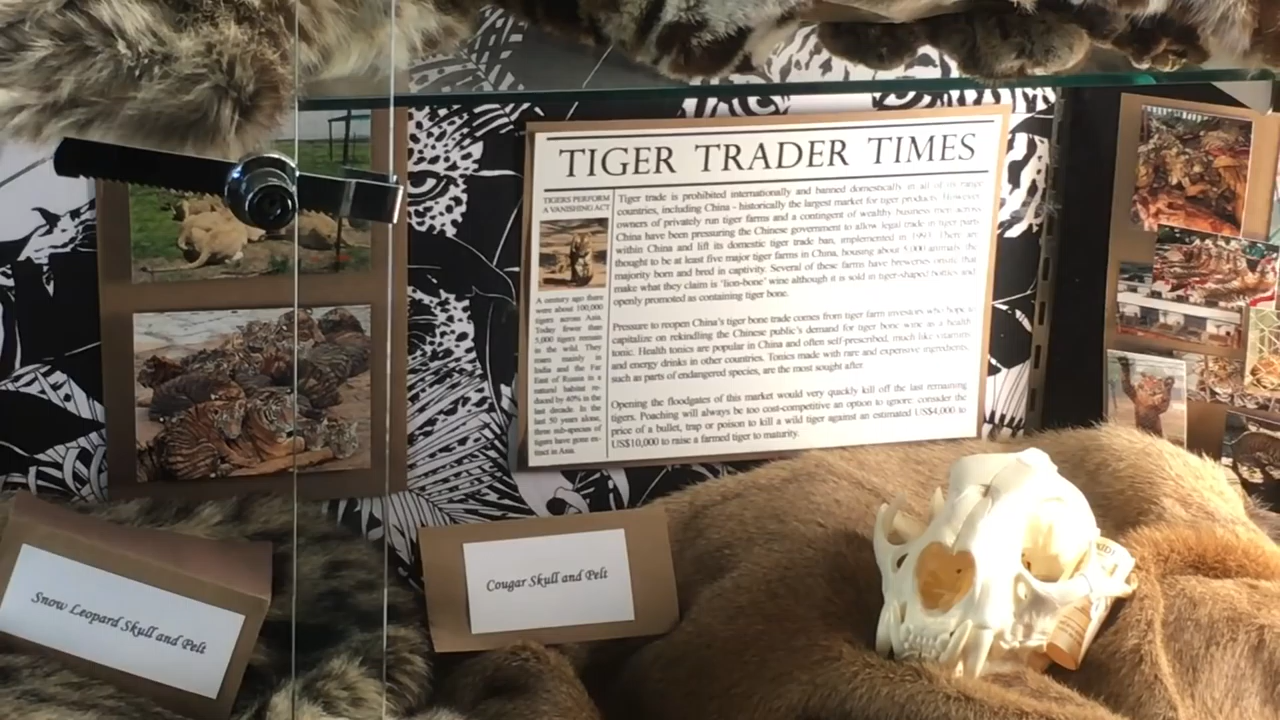 TIGER TRADER TIMES
TIGERS PERFORM
A VANISHING ACT
A century ago there
were about 100,000
tigers across Asia.
Today fewer than
5,000 tigers remain
in the wild. They
roam mainly in
India and the Far
East of Russia in a
natural habitat re-
duced by 40% in the
last decade. In the
last 50 years alone,
three sub-species of
tigers have gone ex-
tinct in Asia.
Tiger trade is prohibited internationally and banned domestically in all of its range
countries, including China - historically the largest market for tiger products. However,
owners of privately run tiger farms and a contingent of wealthy business men across
China have been pressuring the Chinese government to allow legal trade in tiger parts
within China and lift its domestic tiger trade ban, implemented in 1993. There are
thought to be at least five major tiger farms in China, housing about 5,000 animals, the
majority born and bred in captivity. Several of these farms have breweries onsite that
make what they claim is 'lion-bone' wine although it is sold in tiger-shaped bottles and
openly promoted as containing tiger bone.
Pressure to reopen China's tiger bone trade comes from tiger farm investors who hope to
capitalize on rekindling the Chinese public's demand for tiger bone wine as a health
tonic. Health tonics are popular in China and often self-prescribed, much like vitamins
and energy drinks in other countries. Tonics made with rare and expensive ingredients,
such as parts of endangered species, are the most sought after.
Opening the floodgates of this market would very quickly kill off the last remaining
tigers. Poaching will always be too cost-competitive an option to ignore: consider the
price of a bullet, trap or poison to kill a wild tiger against an estimated US$4,000 to
US$10,000 to raise a farmed tiger to maturity.
Snow Leopard Skull and Pelt
Cougar Skull and Pelt